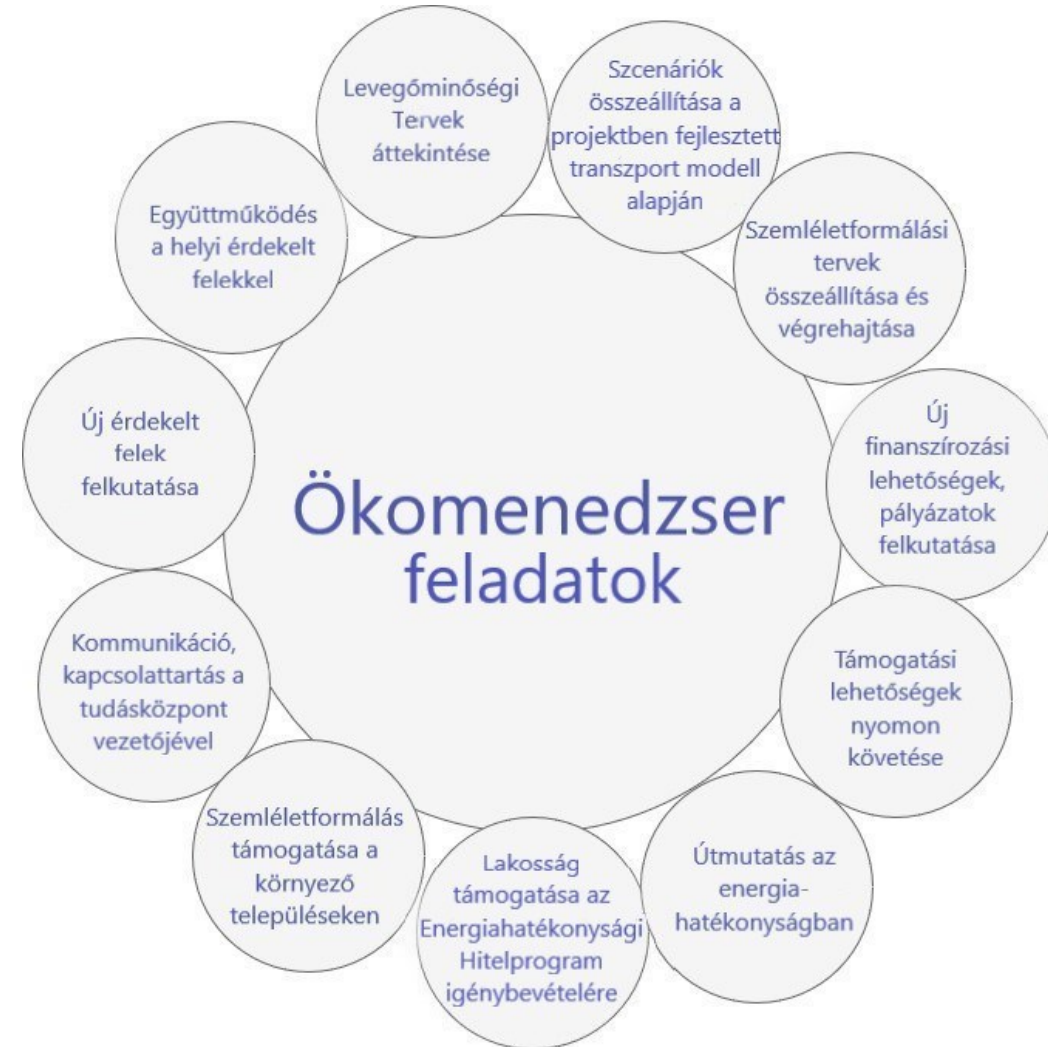 Ökomenedzser
feladatok
Levegőminőségi
Tervek
áttekintése
Szcenáriók
összeállítása a
projektben fejlesztett
transzport modell
alapján
Szemléletformálási
tervek
összeállítása és
végrehajtása
Új
finanszírozási
lehetőségek,
pályázatok
felkutatása
Támogatási
lehetőségek
nyomon
követése
Útmutatás az
energia-
hatékonyságban
Lakosság
támogatása az
Energiahatékonysági
Hitelprogram
igénybevételére
Szemléletformálás
támogatása a
környező
településeken
Kommunikáció,
kapcsolattartás a
tudásközpont
vezetőjével
Új érdekelt
felek
felkutatása
Együttműködés
a helyi érdekelt
felekkel